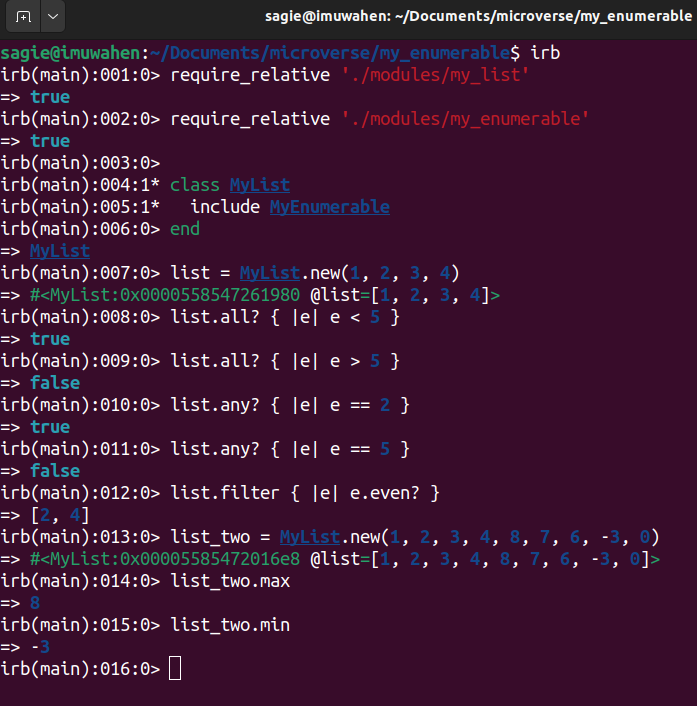 sagie@imuwahen: ~/Documents/microverse/my_enumerable
sagie@imuwahen:~/Documents/microverse/my_enumerable$ irb
irb(main):001:0> require_relative './modules/my_list'
=> true
irb(main):002:0> require_relative './modules/my_enumerable'
=> true
irb(main):003:0>
irb(main):004:1* class MyList
irb(main):005:1*   include MyEnumerable
irb(main):006:0> end
=> MyList
irb(main):007:0> list = MyList.new(1, 2, 3, 4)
=> #<MyList:0x0000558547261980 @list=[1, 2, 3, 4]>
irb(main):008:0> list.all? { |e| e < 5 }
=> true
irb(main):009:0> list.all? { |e| e > 5 }
=> false
irb(main):010:0> list.any? { |e| e == 2 }
=> true
irb(main):011:0> list.any? { |e| e == 5 }
=> false
irb(main):012:0> list.filter { |e| e.even? }
=> [2, 4]
irb(main):013:0> list_two = MyList.new(1, 2, 3, 4, 8, 7, 6, -3, 0)
=> #<MyList:0x00005585472016e8 @list=[1, 2, 3, 4, 8, 7, 6, -3, 0]>
irb(main):014:0> list_two.max
=> 8
irb(main):015:0> list_two.min
=> -3
irb(main):016:0>